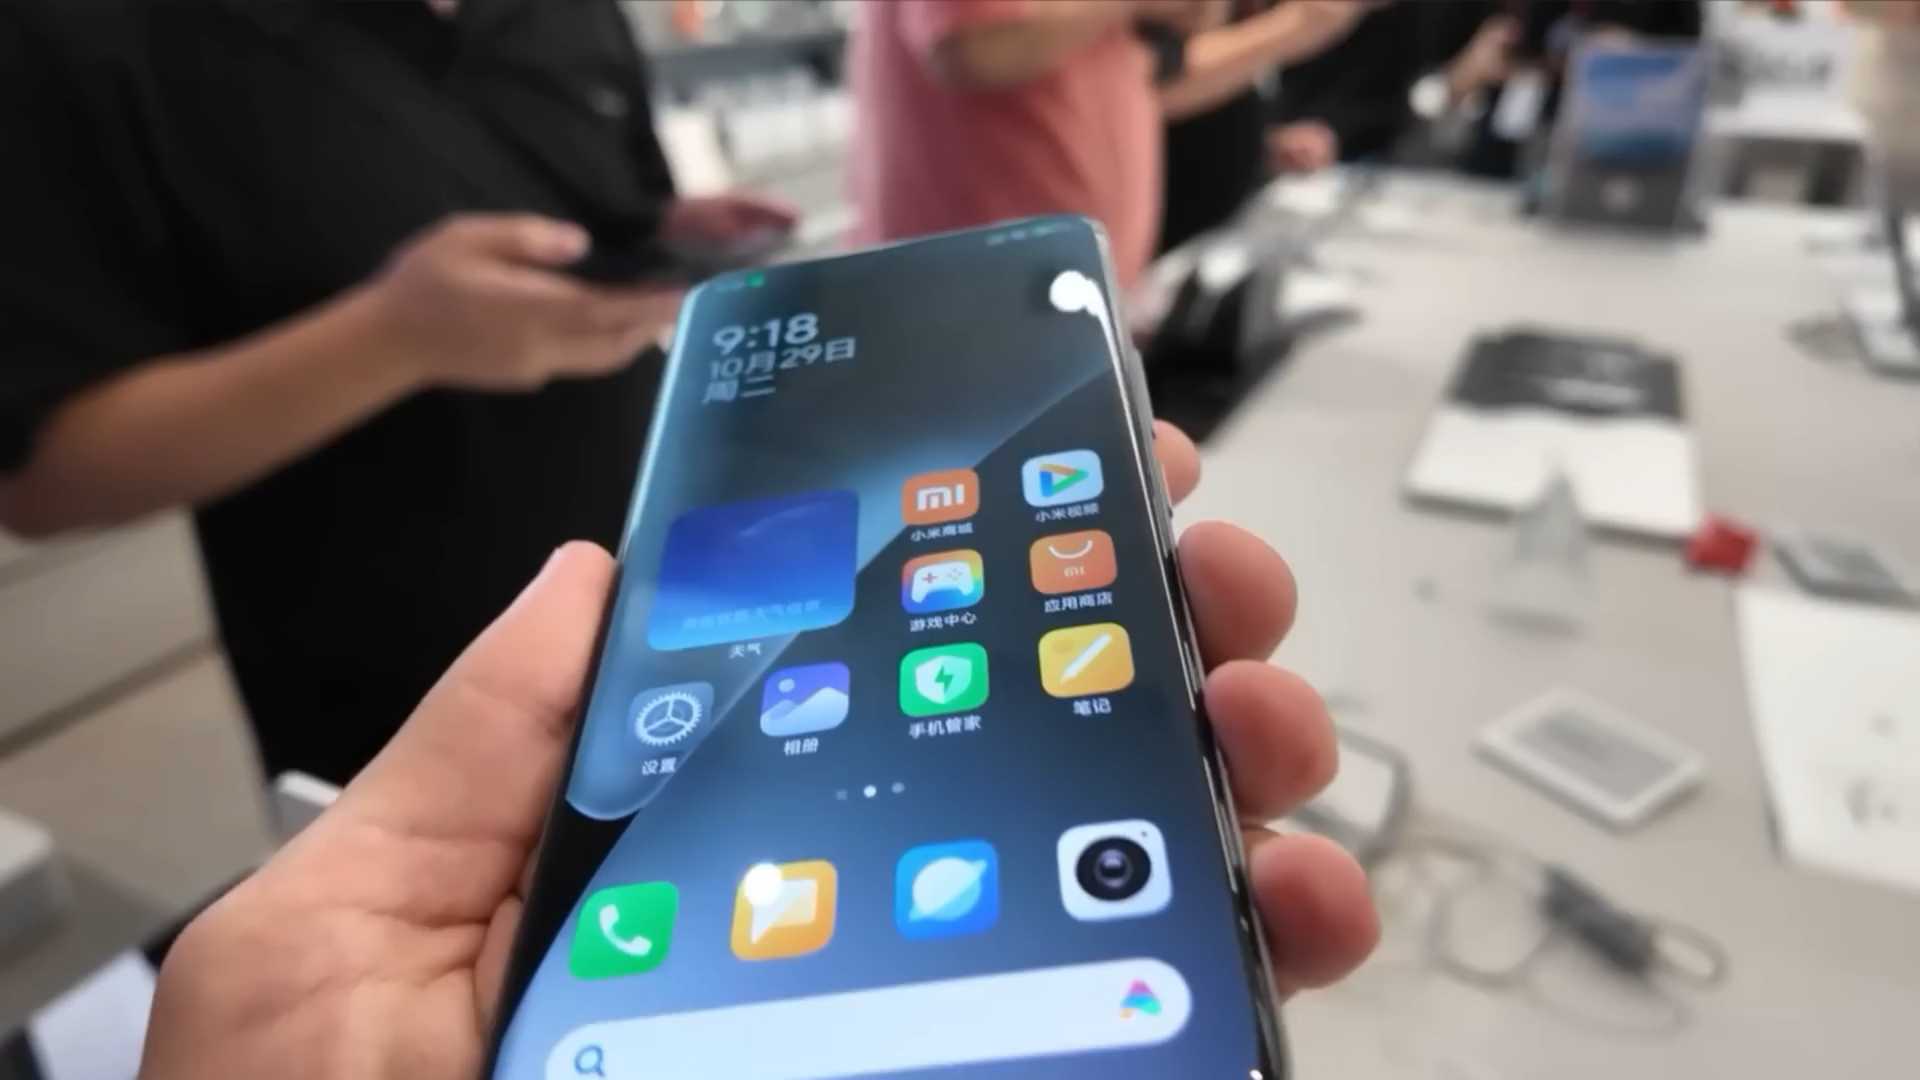 9:18
10月29日
周二
mi
小米商城
小米视频
mi
游戏中心
应用商店
天气
设置
相册
手机管家
笔记